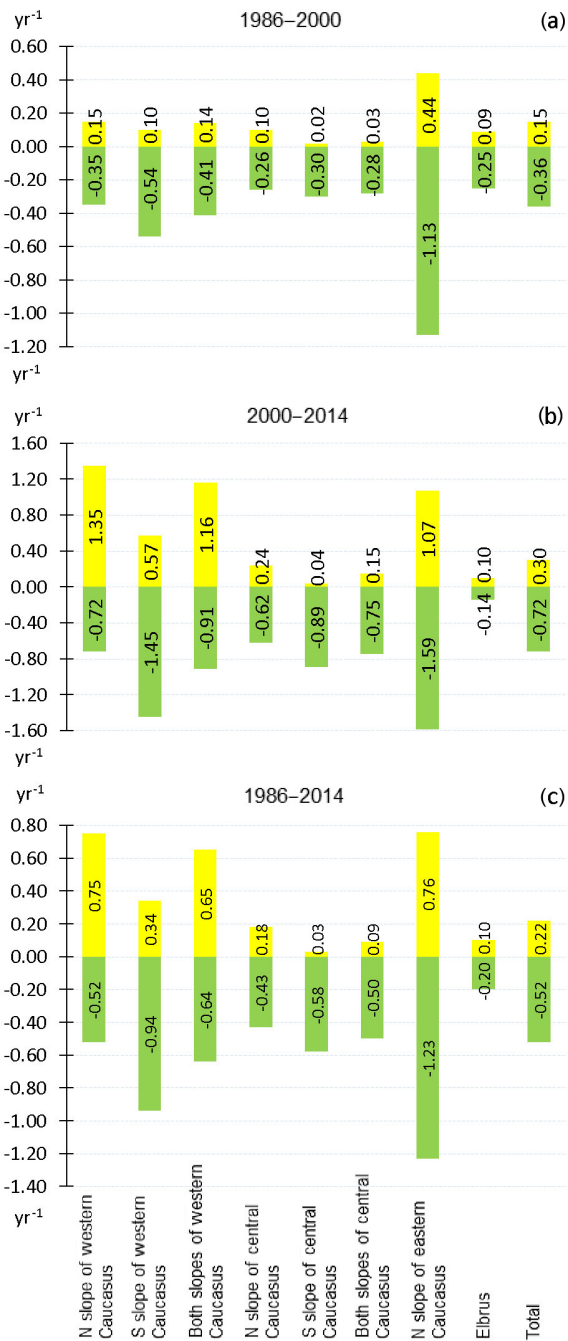 yr-1
1986–2000
(a)
0.60
0.40
0.20
0.00
-0.20
-0.40
-0.60
-0.80
-1.00
-1.20
yr-1
0.15 0.10 0.14 0.10 0.02 0.03 0.44 0.09 0.15
-0.35 -0.54 -0.41 -0.26 -0.30 -0.28 -1.13 -0.25 -0.36
yr-1
2000–2014
(b)
1.60
1.20
0.80
0.40
0.00
-0.40
-0.80
-1.20
-1.60
yr-1
1.35 0.57 1.16 0.24 0.04 0.15 1.07 0.10 0.30
-0.72 -1.45 -0.91 -0.62 -0.89 -0.75 -1.59 -0.14 -0.72
yr-1
1986–2014
(c)
0.80
0.60
0.40
0.20
0.00
-0.20
-0.40
-0.60
-0.80
-1.00
-1.20
-1.40
yr-1
0.75 0.34 0.65 0.18 0.03 0.09 0.76 0.10 0.22
-0.52 -0.94 -0.64 -0.43 -0.58 -0.50 -1.23 -0.20 -0.52
N slope of western
Caucasus
S slope of western
Caucasus
Both slopes of western
Caucasus
N slope of central
Caucasus
S slope of central
Caucasus
Both slopes of central
Caucasus
N slope of eastern
Caucasus
Elbrus
Total